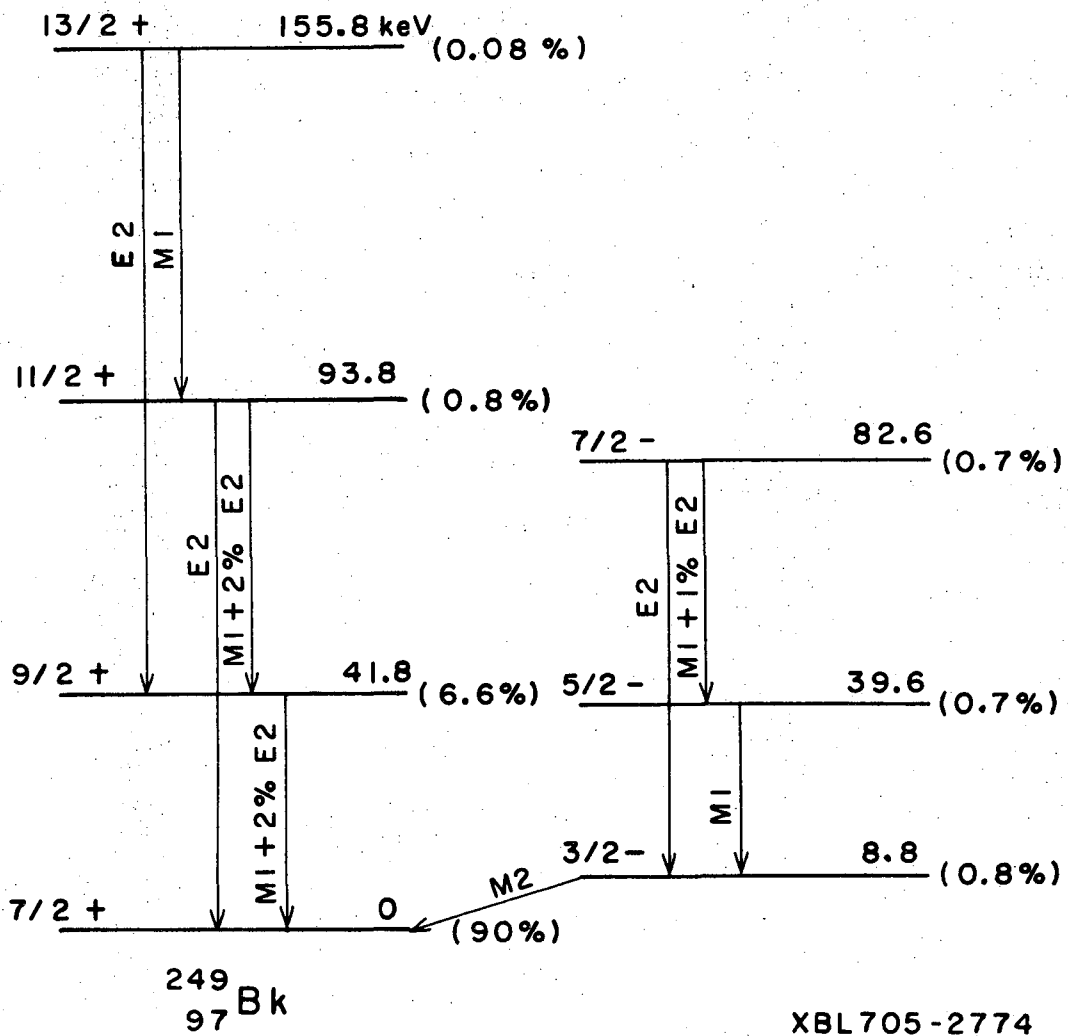 13/2 + 155.8 keV (0.08 %)
E2
M1
11/2 + 93.8 (0.8%)
7/2 - 82.6 (0.7%)
E2
M1+2% E2
E2
M1+1% E2
9/2 + 41.8 (6.6%)
5/2 - 39.6 (0.7%)
M1+2% E2
M1
3/2 - 8.8 (0.8%)
M2
7/2 + 0 (90%)
249
97 Bk
XBL705-2774